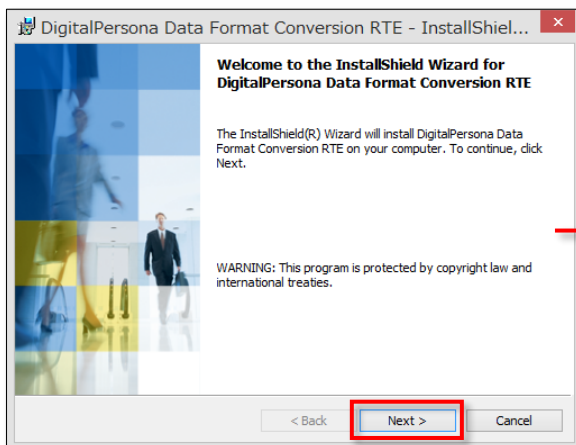 DigitalPersona Data Format Conversion RTE - InstallShiel...
Welcome to the InstallShield Wizard for
DigitalPersona Data Format Conversion RTE
The InstallShield(R) Wizard will install DigitalPersona Data
Format Conversion RTE on your computer. To continue, click
Next.
WARNING: This program is protected by copyright law and
international treaties.
< Back
Next >
Cancel